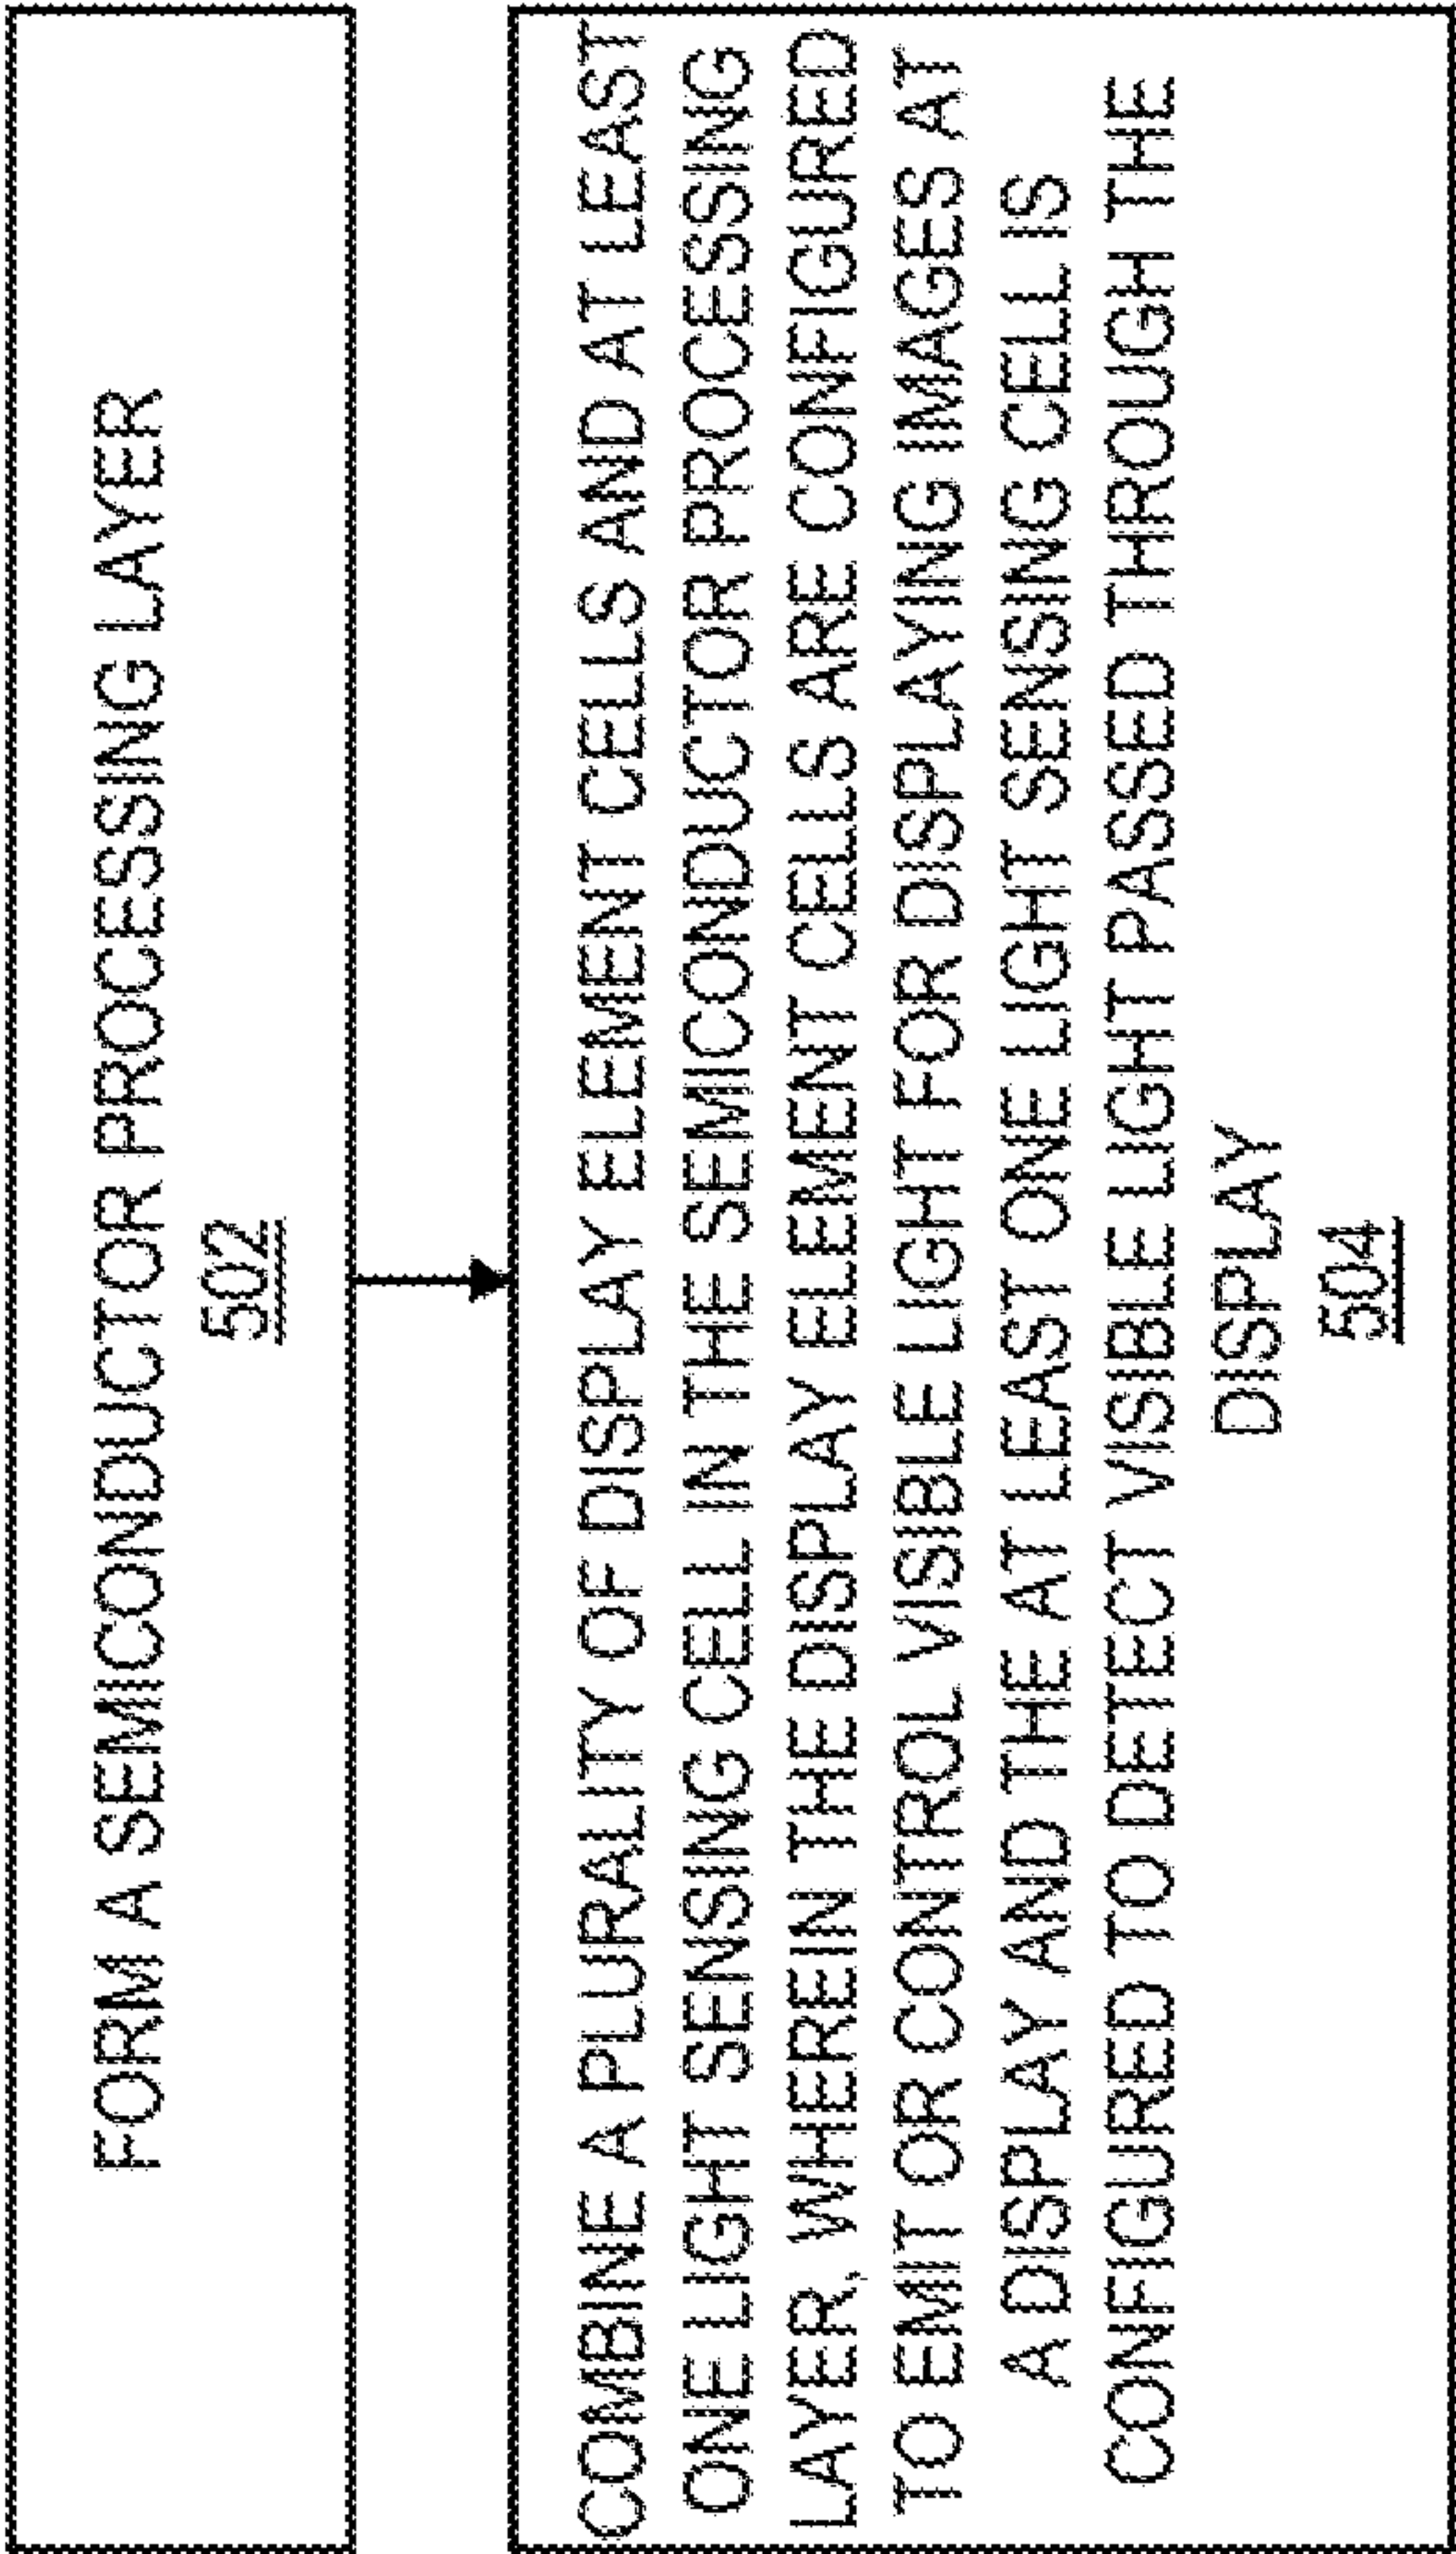 FORM A SEMICONDUCTOR PROCESSING LAYER
502
COMBINE A PLURALITY OF DISPLAY ELEMENT CELLS AND AT LEAST
ONE LIGHT SENSING CELL IN THE SEMICONDUCTOR PROCESSING
LAYER, WHEREIN THE DISPLAY ELEMENT CELLS ARE CONFIGURED
TO EMIT OR CONTROL VISIBLE LIGHT FOR DISPLAYING IMAGES AT
A DISPLAY AND THE AT LEAST ONE LIGHT SENSING CELL IS
CONFIGURED TO DETECT VISIBLE LIGHT PASSED THROUGH THE
DISPLAY
504